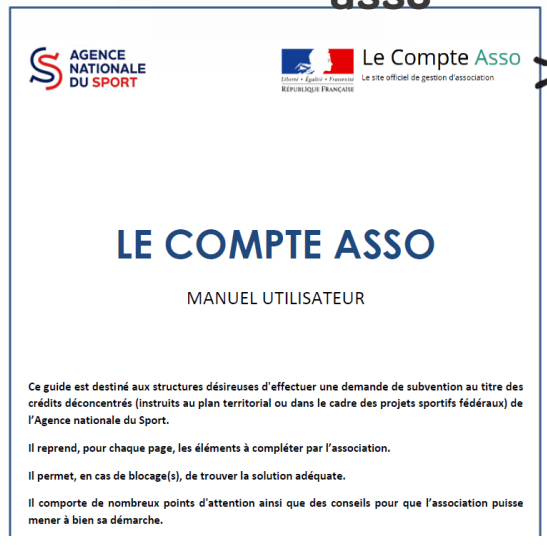 asso
AGENCE
NATIONALE
DU SPORT
Le Compte Asso
Le site officiel de gestion d'association
Liberté • Égalité • Fraternité
RÉPUBLIQUE FRANÇAISE
LE COMPTE ASSO
MANUEL UTILISATEUR
Ce guide est destiné aux structures désireuses d'effectuer une demande de subvention au titre des
crédits déconcentrés (instruits au plan territorial ou dans le cadre des projets sportifs fédéraux) de
l'Agence nationale du Sport.
Il reprend, pour chaque page, les éléments à compléter par l'association.
Il permet, en cas de blocage(s), de trouver la solution adéquate.
Il comporte de nombreux points d'attention ainsi que des conseils pour que l'association puisse
mener à bien sa démarche.